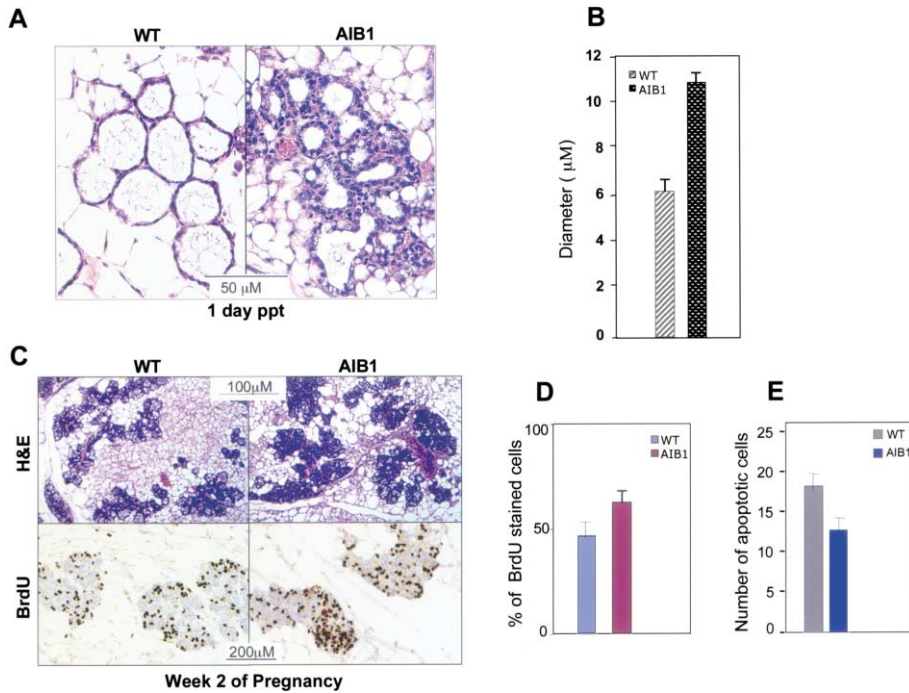 A
WT
AIB1
50 μM
1 day ppt
B
Diameter ( μM)
12
10
8
6
4
2
0
WT
AIB1
C
WT
AIB1
H&E
100μM
BrdU
200μM
Week 2 of Pregnancy
D
% of BrdU stained cells
100
50
0
WT
AIB1
E
Number of apoptotic cells
25
20
15
10
5
0
WT
AIB1